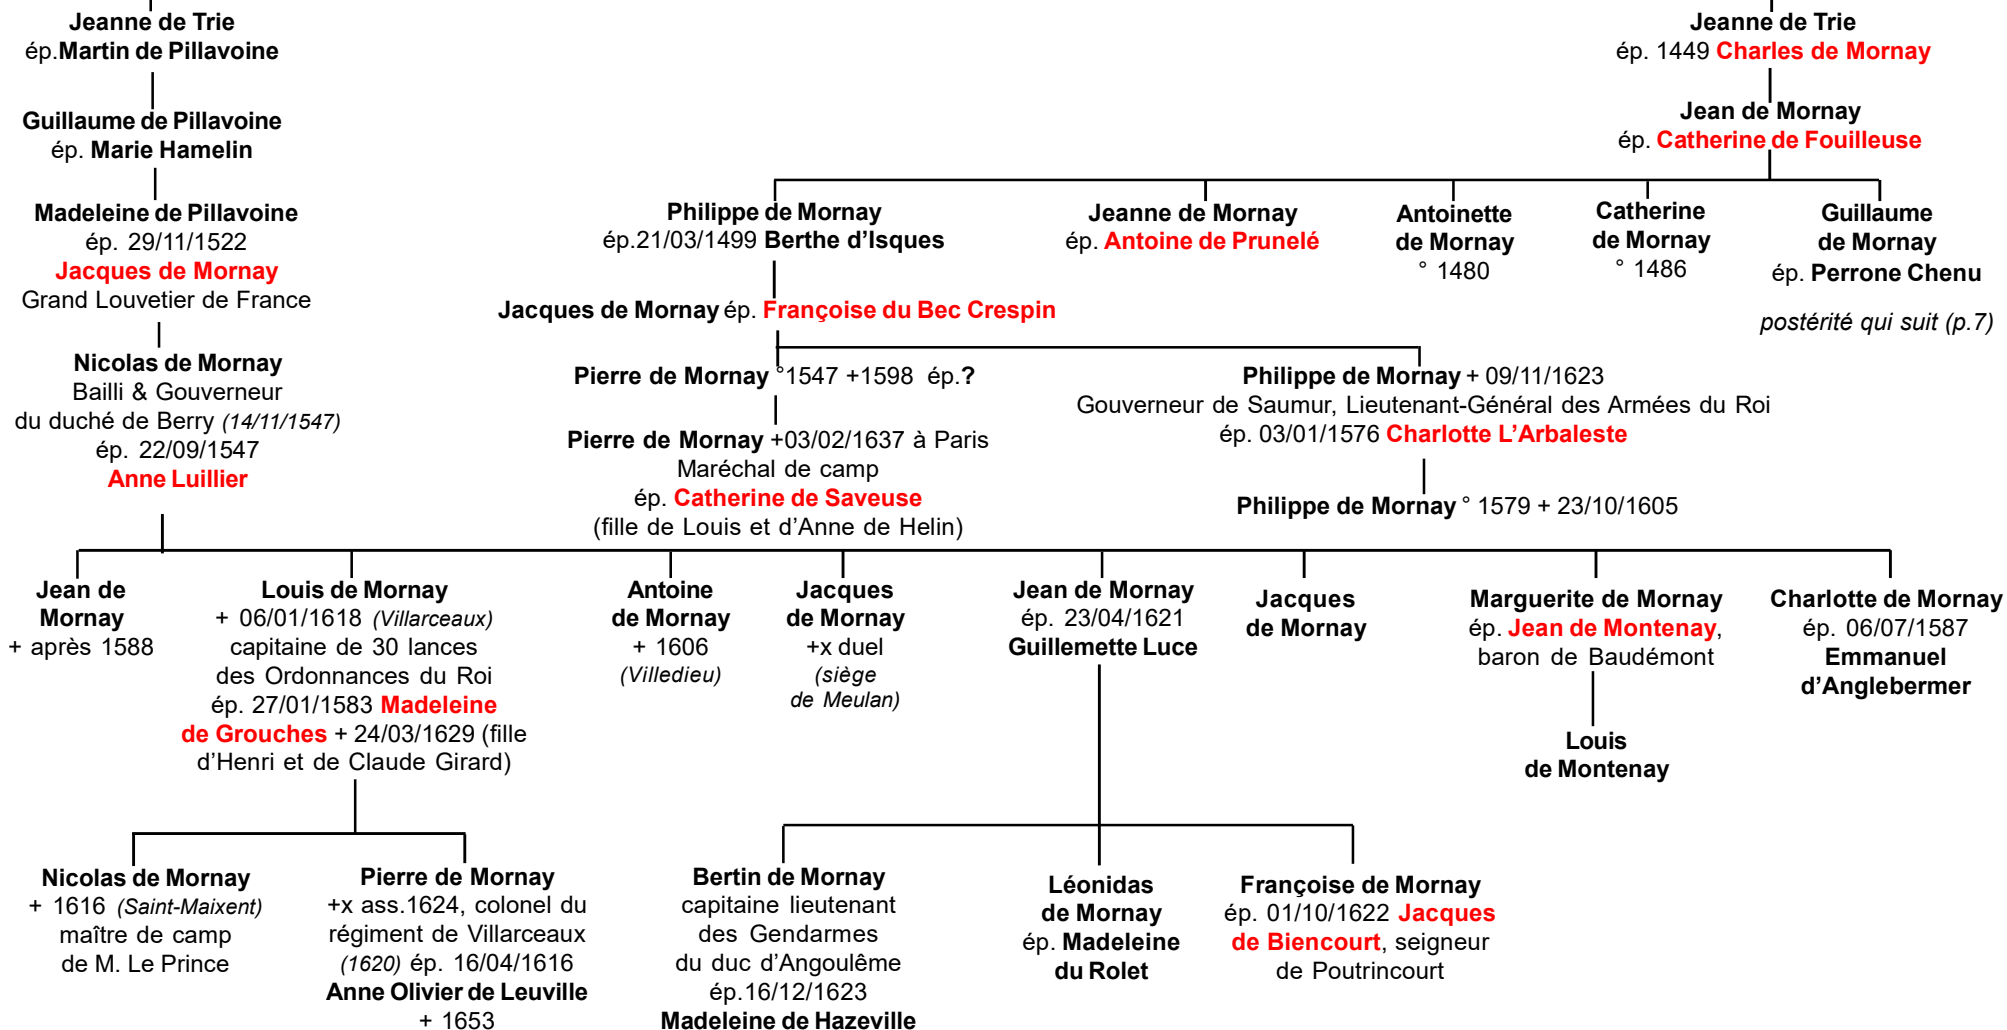 Jeanne de Trie
ép.Martin de Pillavoine
Guillaume de Pillavoine
ép. Marie Hamelin
Madeleine de Pillavoine
ép. 29/11/1522
Jacques de Mornay
Grand Louvetier de France
Nicolas de Mornay
Bailli & Gouverneur
du duché de Berry (14/11/1547)
ép. 22/09/1547
Anne Luillier
Jeanne de Trie
ép. 1449 Charles de Mornay
Jean de Mornay
ép. Catherine de Fouilleuse
Philippe de Mornay
ép.21/03/1499 Berthe d'Isques
Jeanne de Mornay
ép. Antoine de Prunelé
Antoinette
de Mornay
° 1480
Catherine
de Mornay
° 1486
Guillaume
de Mornay
ép. Perrone Chenu
postérité qui suit (p.7)
Jacques de Mornay ép. Françoise du Bec Crespin
Pierre de Mornay °1547 +1598 ép.?
Pierre de Mornay +03/02/1637 à Paris
Maréchal de camp
ép. Catherine de Saveuse
(fille de Louis et d'Anne de Helin)
Philippe de Mornay + 09/11/1623
Gouverneur de Saumur, Lieutenant-Général des Armées du Roi
ép. 03/01/1576 Charlotte L'Arbaleste
Philippe de Mornay ° 1579 + 23/10/1605
Jean de
Mornay
+ après 1588
Louis de Mornay
+ 06/01/1618 (Villarceaux)
capitaine de 30 lances
des Ordonnances du Roi
ép. 27/01/1583 Madeleine
de Grouches + 24/03/1629 (fille
d'Henri et de Claude Girard)
Antoine
de Mornay
+ 1606
(Villedieu)
Jacques
de Mornay
+x duel
(siège
de Meulan)
Jean de Mornay
ép. 23/04/1621
Guillemette Luce
Jacques
de Mornay
Marguerite de Mornay
ép. Jean de Montenay,
baron de Baudémont
Louis
de Montenay
Charlotte de Mornay
ép. 06/07/1587
Emmanuel
d'Anglebermer
Nicolas de Mornay
+ 1616 (Saint-Maixent)
maître de camp
de M. Le Prince
Pierre de Mornay
+x ass.1624, colonel du
régiment de Villarceaux
(1620) ép. 16/04/1616
Anne Olivier de Leuville
+ 1653
Bertin de Mornay
capitaine lieutenant
des Gendarmes
du duc d'Angoulême
ép.16/12/1623
Madeleine de Hazeville
Léonidas
de Mornay
ép. Madeleine
du Rolet
Françoise de Mornay
ép. 01/10/1622 Jacques
de Biencourt, seigneur
de Poutrincourt